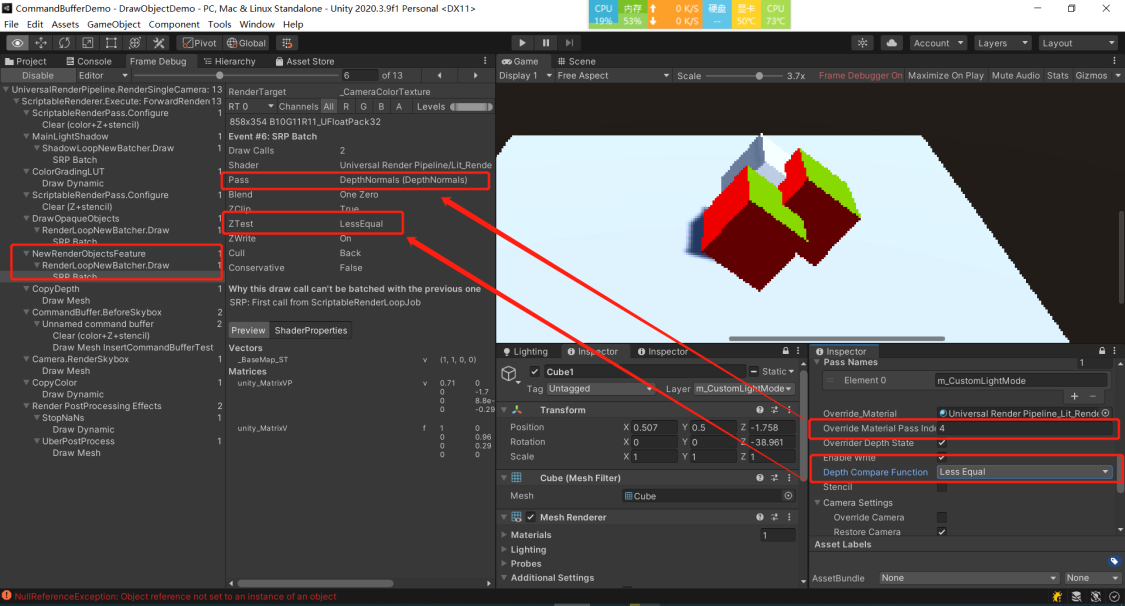 CommandBufferDemo - DrawObjectDemo - PC, Mac & Linux Standalone - Unity 2020.3.9f1 Personal <DX11>
CPU 内存 0 K/S 硬盘 显卡 CPU
19% 53% 0 K/S -- 50℃ 73℃
File Edit Assets GameObject Component Tools Window Help
Pivot Global Account Layers Layout
Project Console Frame Debug Hierarchy Asset Store
Disable Editor 6 of 13
UniversalRenderPipeline.RenderSingleCamera: 13
ScriptableRenderer.Execute: ForwardRender 13
ScriptableRenderPass.Configure 1
Clear (color+Z+stencil)
MainLightShadow 1
ShadowLoopNewBatcher.Draw 1
SRP Batch
ColorGradingLUT 1
Draw Dynamic
ScriptableRenderPass.Configure 1
Clear (Z+stencil)
DrawOpaqueObjects 1
RenderLoopNewBatcher.Draw 1
SRP Batch
NewRenderObjectsFeature 1
RenderLoopNewBatcher.Draw 1
SRP Batch
CopyDepth 1
Draw Mesh
CommandBuffer.BeforeSkybox 2
Unnamed command buffer 2
Clear (color+Z+stencil)
Draw Mesh InsertCommandBufferTest
Camera.RenderSkybox 1
Draw Mesh
CopyColor 1
Draw Dynamic
Render PostProcessing Effects 2
StopNaNs 1
Draw Dynamic
UberPostProcess 1
Draw Mesh
RenderTarget _CameraColorTexture
RT 0 Channels All R G B A Levels
858x354 B10G11R11_UFloatPack32
Event #6: SRP Batch
Draw Calls 2
Shader Universal Render Pipeline/Lit_Rende
Pass DepthNormals (DepthNormals)
Blend One Zero
ZClip True
ZTest LessEqual
ZWrite On
Cull Back
Conservative False
Why this draw call can't be batched with the previous one
SRP: First call from ScriptableRenderLoopJob
Preview ShaderProperties
Vectors
_BaseMap_ST v (1, 1, 0, 0)
Matrices
unity_MatrixVP v 0.71 0
0 -1.7
0 8.8e-
0 -0.29
unity_MatrixV f 1 0
0 0.96
0 0.29
0 0
Game Scene
Display 1 Free Aspect Scale 3.7x Frame Debugger On Maximize On Play Mute Audio Stats Gizmos
Lighting Inspector Inspector
Cube1 Static
Tag Untagged Layer m_CustomLightMode
Transform
Position X 0.507 Y 0.5 Z -1.758
Rotation X 0 Y 0 Z -38.961
Scale X 1 Y 1 Z 1
Cube (Mesh Filter)
Mesh Cube
Mesh Renderer
Materials 1
Lighting
Probes
Additional Settings
Inspector
Pass Names 1
Element 0 m_CustomLightMode
Override_Material Universal Render Pipeline_Lit_Rende
Override Material Pass Inde 4
Overrider Depth State
Enable Write
Depth Compare Function Less Equal
Stencil
Camera Settings
Override Camera
Restore Camera
Asset Labels
AssetBundle None None
NullReferenceException: Object reference not set to an instance of an object